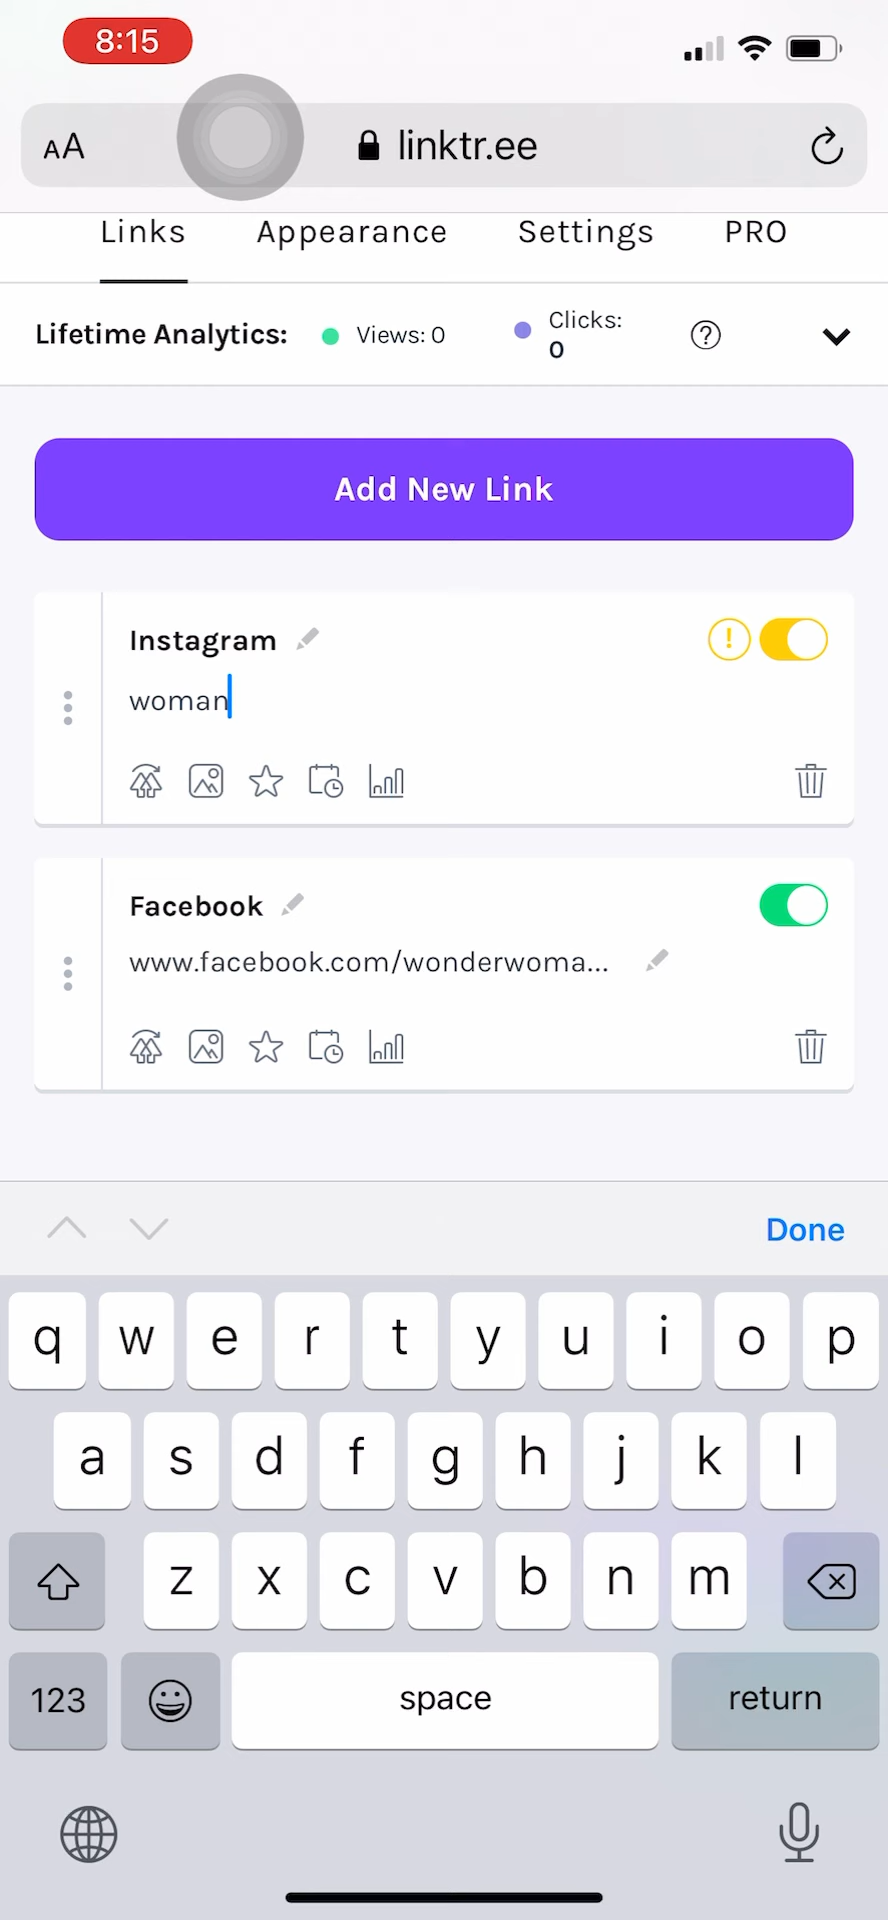 8:15
AA linktr.ee
Links Appearance Settings PRO
Lifetime Analytics: Views: 0 Clicks: 0
Add New Link
Instagram
woman
Facebook
www.facebook.com/wonderwoma...
Done
q w e r t y u i o p
a s d f g h j k l
z x c v b n m
123 space return